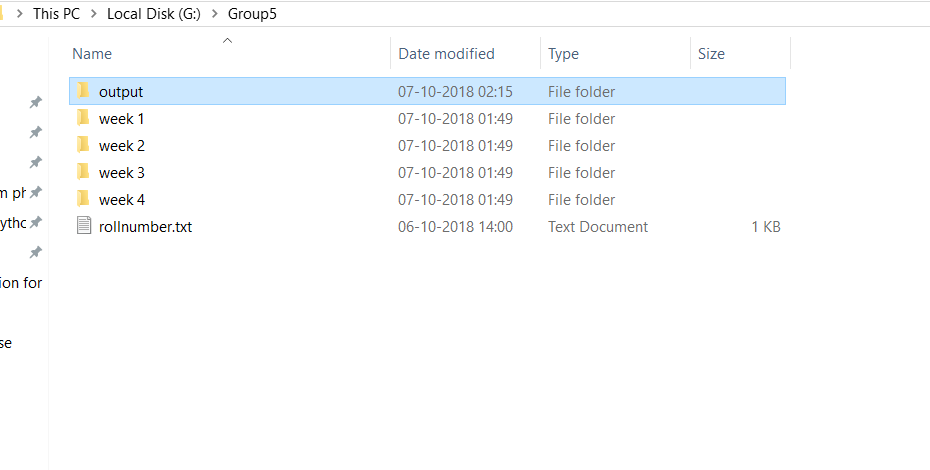 This PC > Local Disk (G:) > Group5
Name Date modified Type Size
output 07-10-2018 02:15 File folder
week 1 07-10-2018 01:49 File folder
week 2 07-10-2018 01:49 File folder
week 3 07-10-2018 01:49 File folder
week 4 07-10-2018 01:49 File folder
rollnumber.txt 06-10-2018 14:00 Text Document 1 KB
m ph
ythc
ion for
se